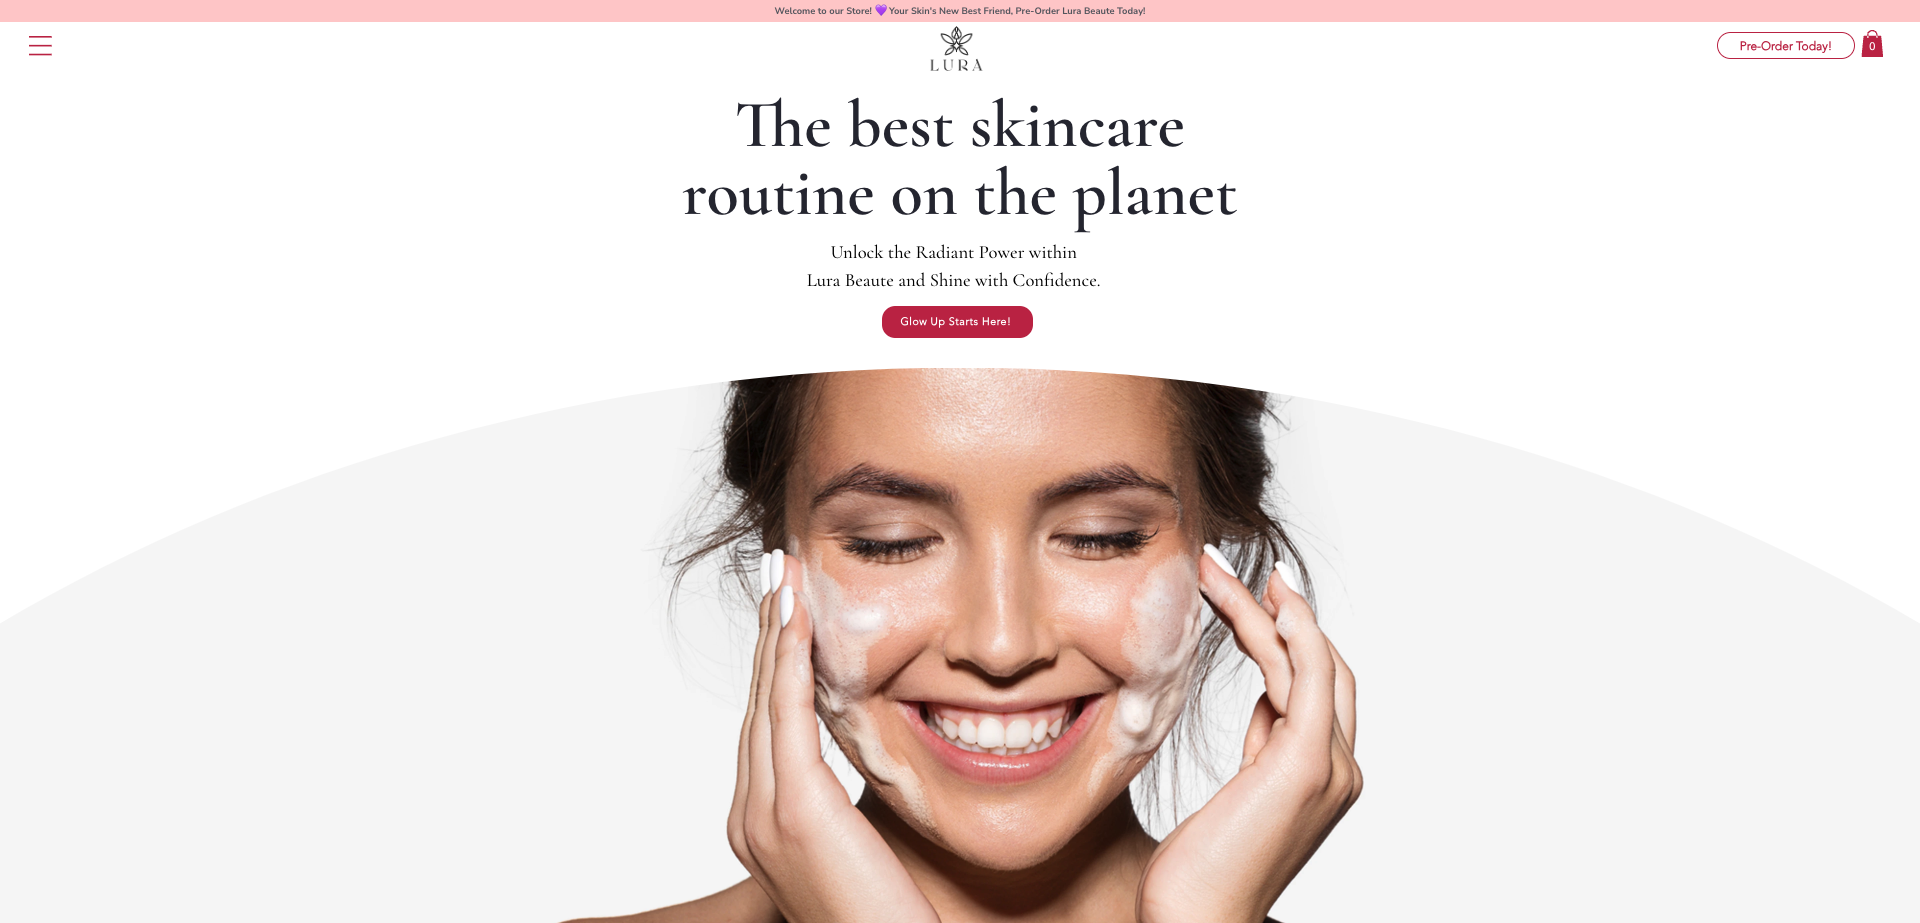 Welcome to our Store! 💜 Your Skin's New Best Friend, Pre-Order Lura Beaute Today!
LURA
Pre-Order Today!
0
The best skincare
routine on the planet
Unlock the Radiant Power within
Lura Beaute and Shine with Confidence.
Glow Up Starts Here!